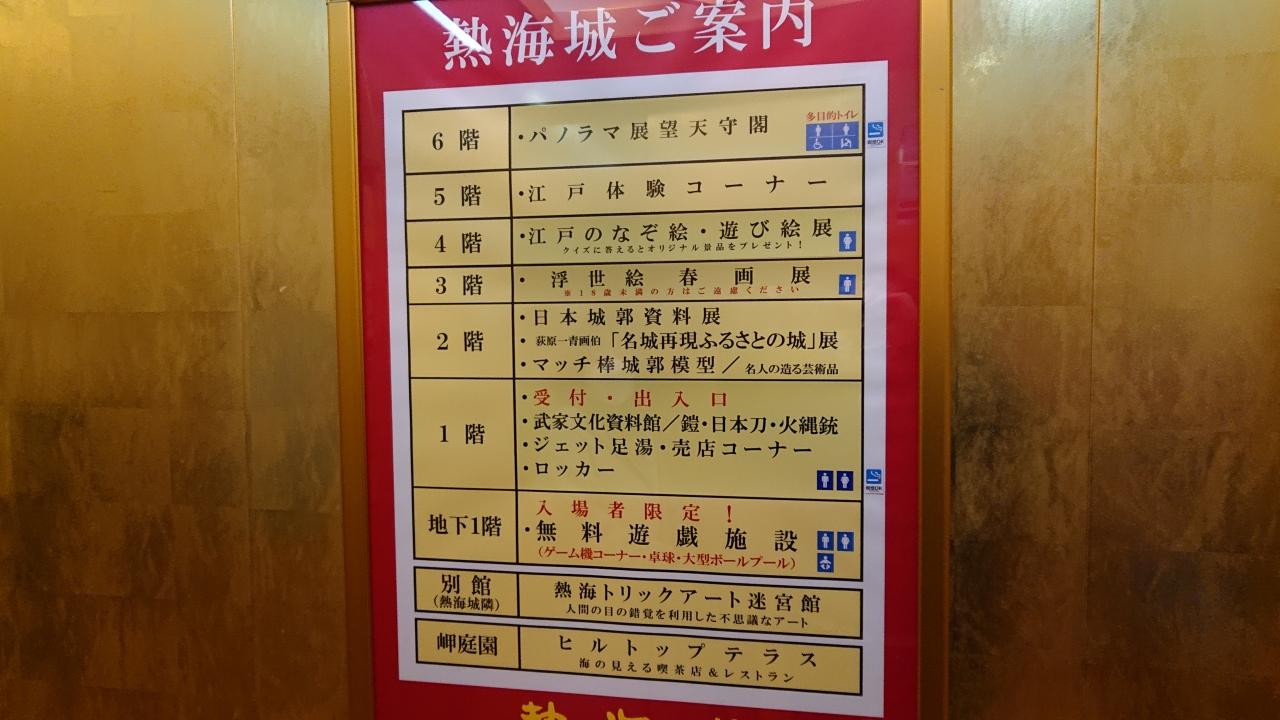 熱海城ご案内
6 階
・パノラマ展望天守閣
多目的トイレ
5 階
・江戸体験コーナー
4 階
・江戸のなぞ絵・遊び絵展
クイズに答えるとオリジナル景品をプレゼント!
3 階
・浮世絵春画展
※18歳未満の方はご遠慮ください
2 階
・日本城郭資料展
・荻原一青画伯「名城再現ふるさとの城」展
・マッチ棒城郭模型/名人の造る芸術品
1 階
・受付・出入口
・武家文化資料館/鎧・日本刀・火縄銃
・ジェット足湯・売店コーナー
・ロッカー
地下1階
入場者限定!
・無料遊戯施設
(ゲーム機コーナー・卓球・大型ボールプール)
別館
(熱海城隣)
熱海トリックアート迷宮館
人間の目の錯覚を利用した不思議なアート
岬庭園
ヒルトップテラス
海の見える喫茶店&レストラン